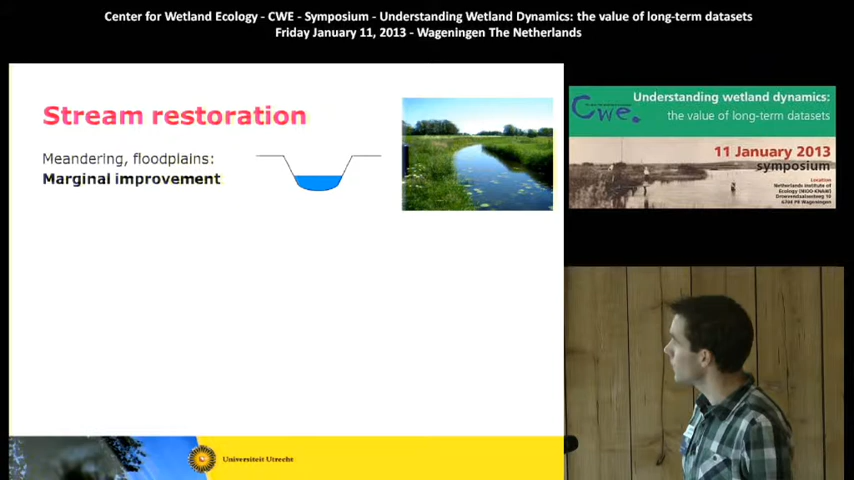 Center for Wetland Ecology - CWE - Symposium - Understanding Wetland Dynamics: the value of long-term datasets
Friday January 11, 2013 - Wageningen The Netherlands
Stream restoration
Meandering, floodplains:
Marginal improvement
Cwe.
Understanding wetland dynamics:
the value of long-term datasets
11 January 2013
symposium
Location
Netherlands Institute of
Ecology (NIOO-KNAW)
Droevendaalsesteeg 10
6708 PB Wageningen
Universiteit Utrecht